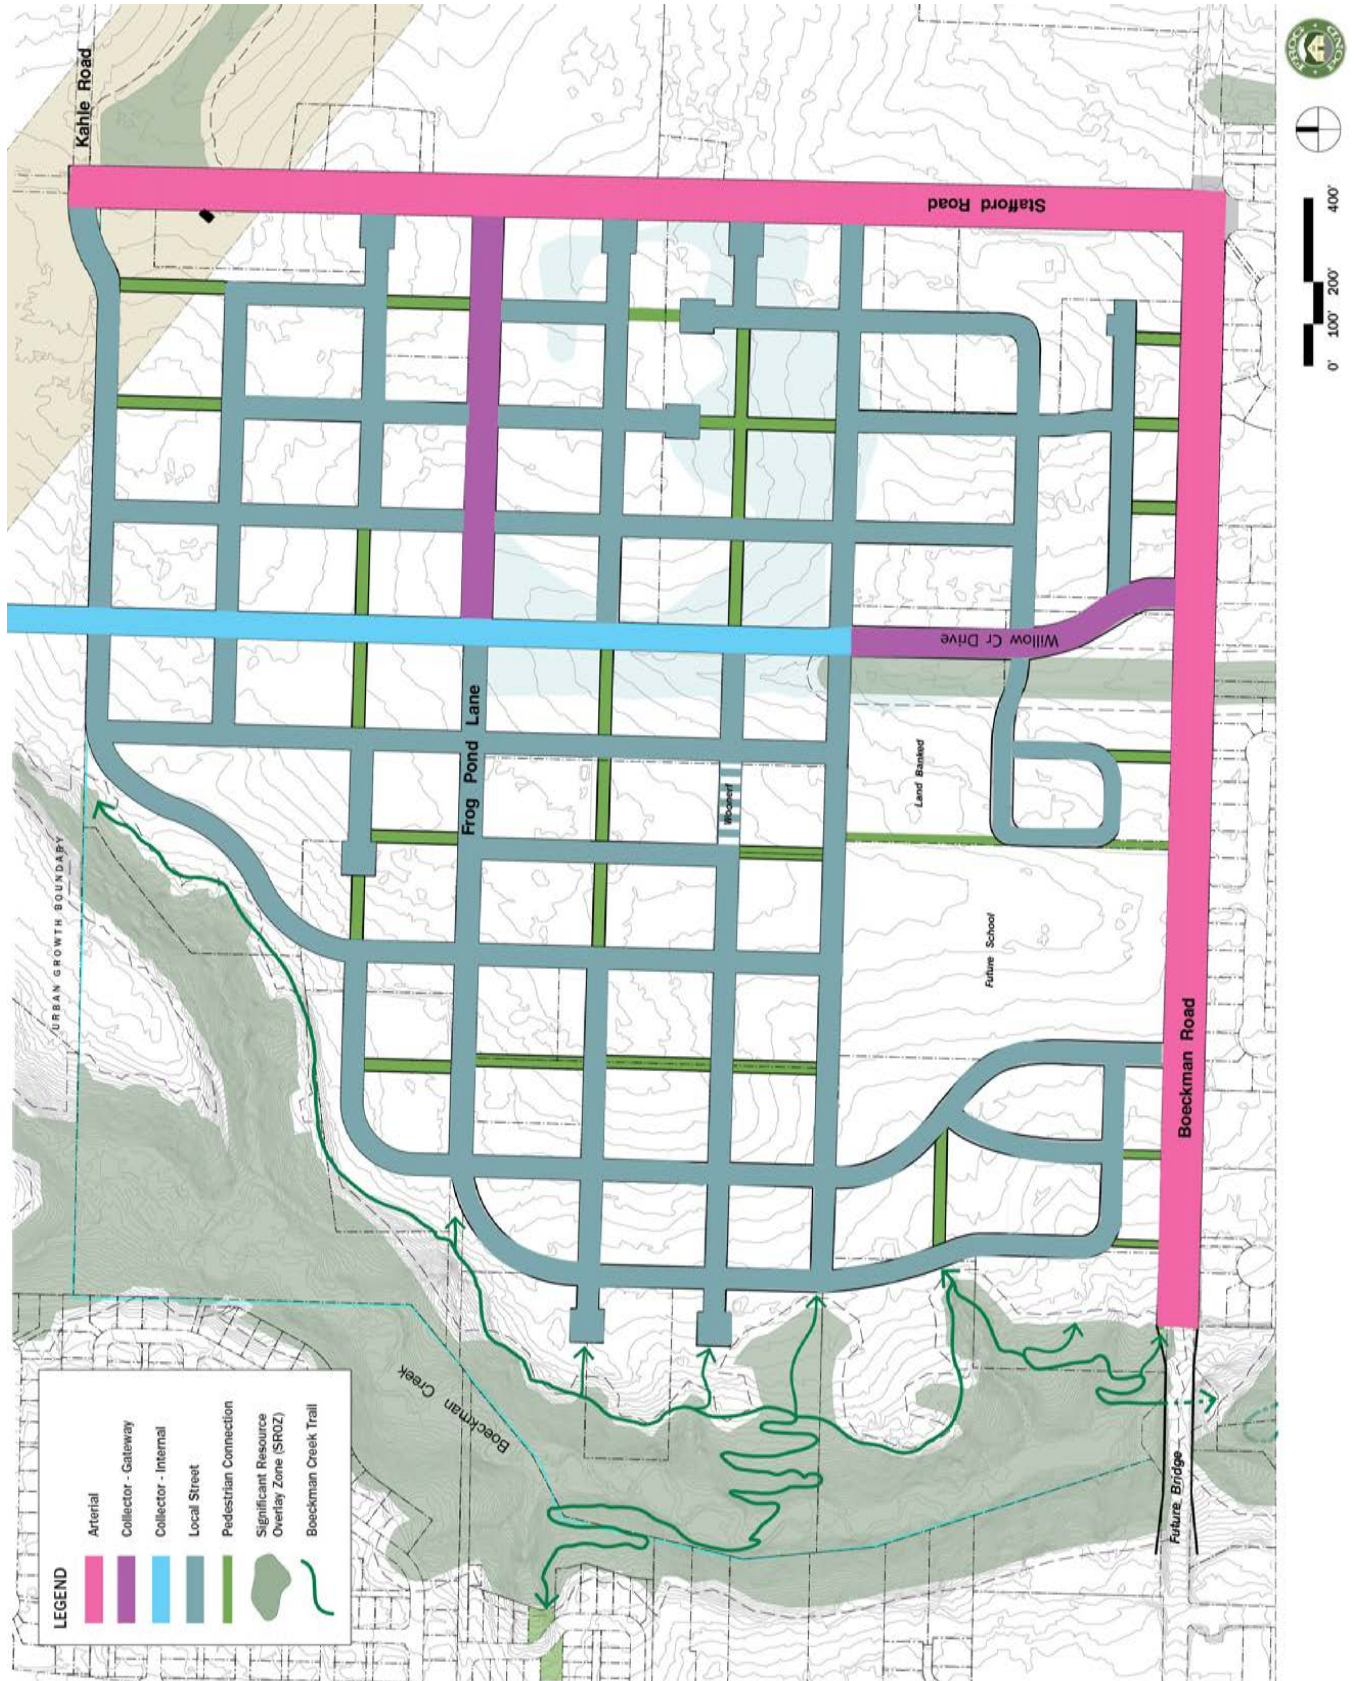 LEGEND
Arterial
Collector - Gateway
Collector - Internal
Local Street
Pedestrian Connection
Significant Resource
Overlay Zone (SROZ)
Boeckman Creek Trail
URBAN GROWTH BOUNDARY
Kahle Road
Boeckman Creek
Frog Pond Lane
Woonerf
Stafford Road
Land Banked
Willow Cr Drive
Future School
Future Bridge
Boeckman Road
0' 100' 200' 400'
FROG
POND